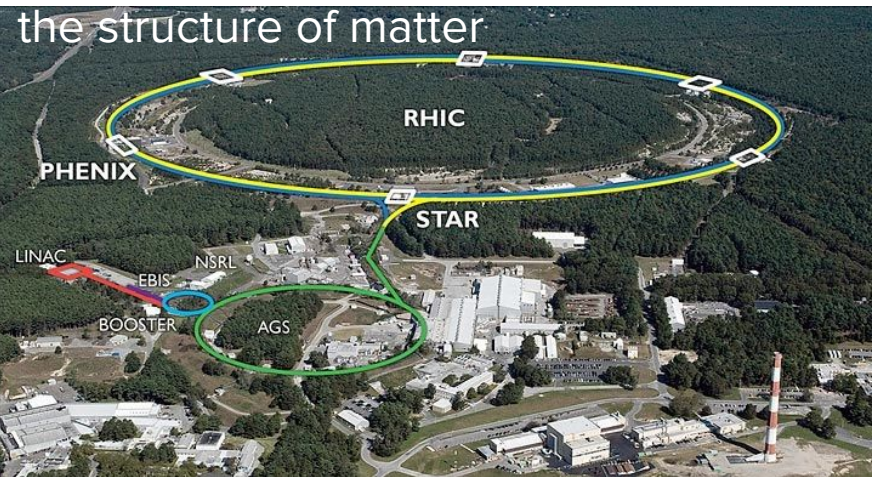 the structure of matter
RHIC
PHENIX
STAR
LINAC
NSRL
EBIS
BOOSTER
AGS